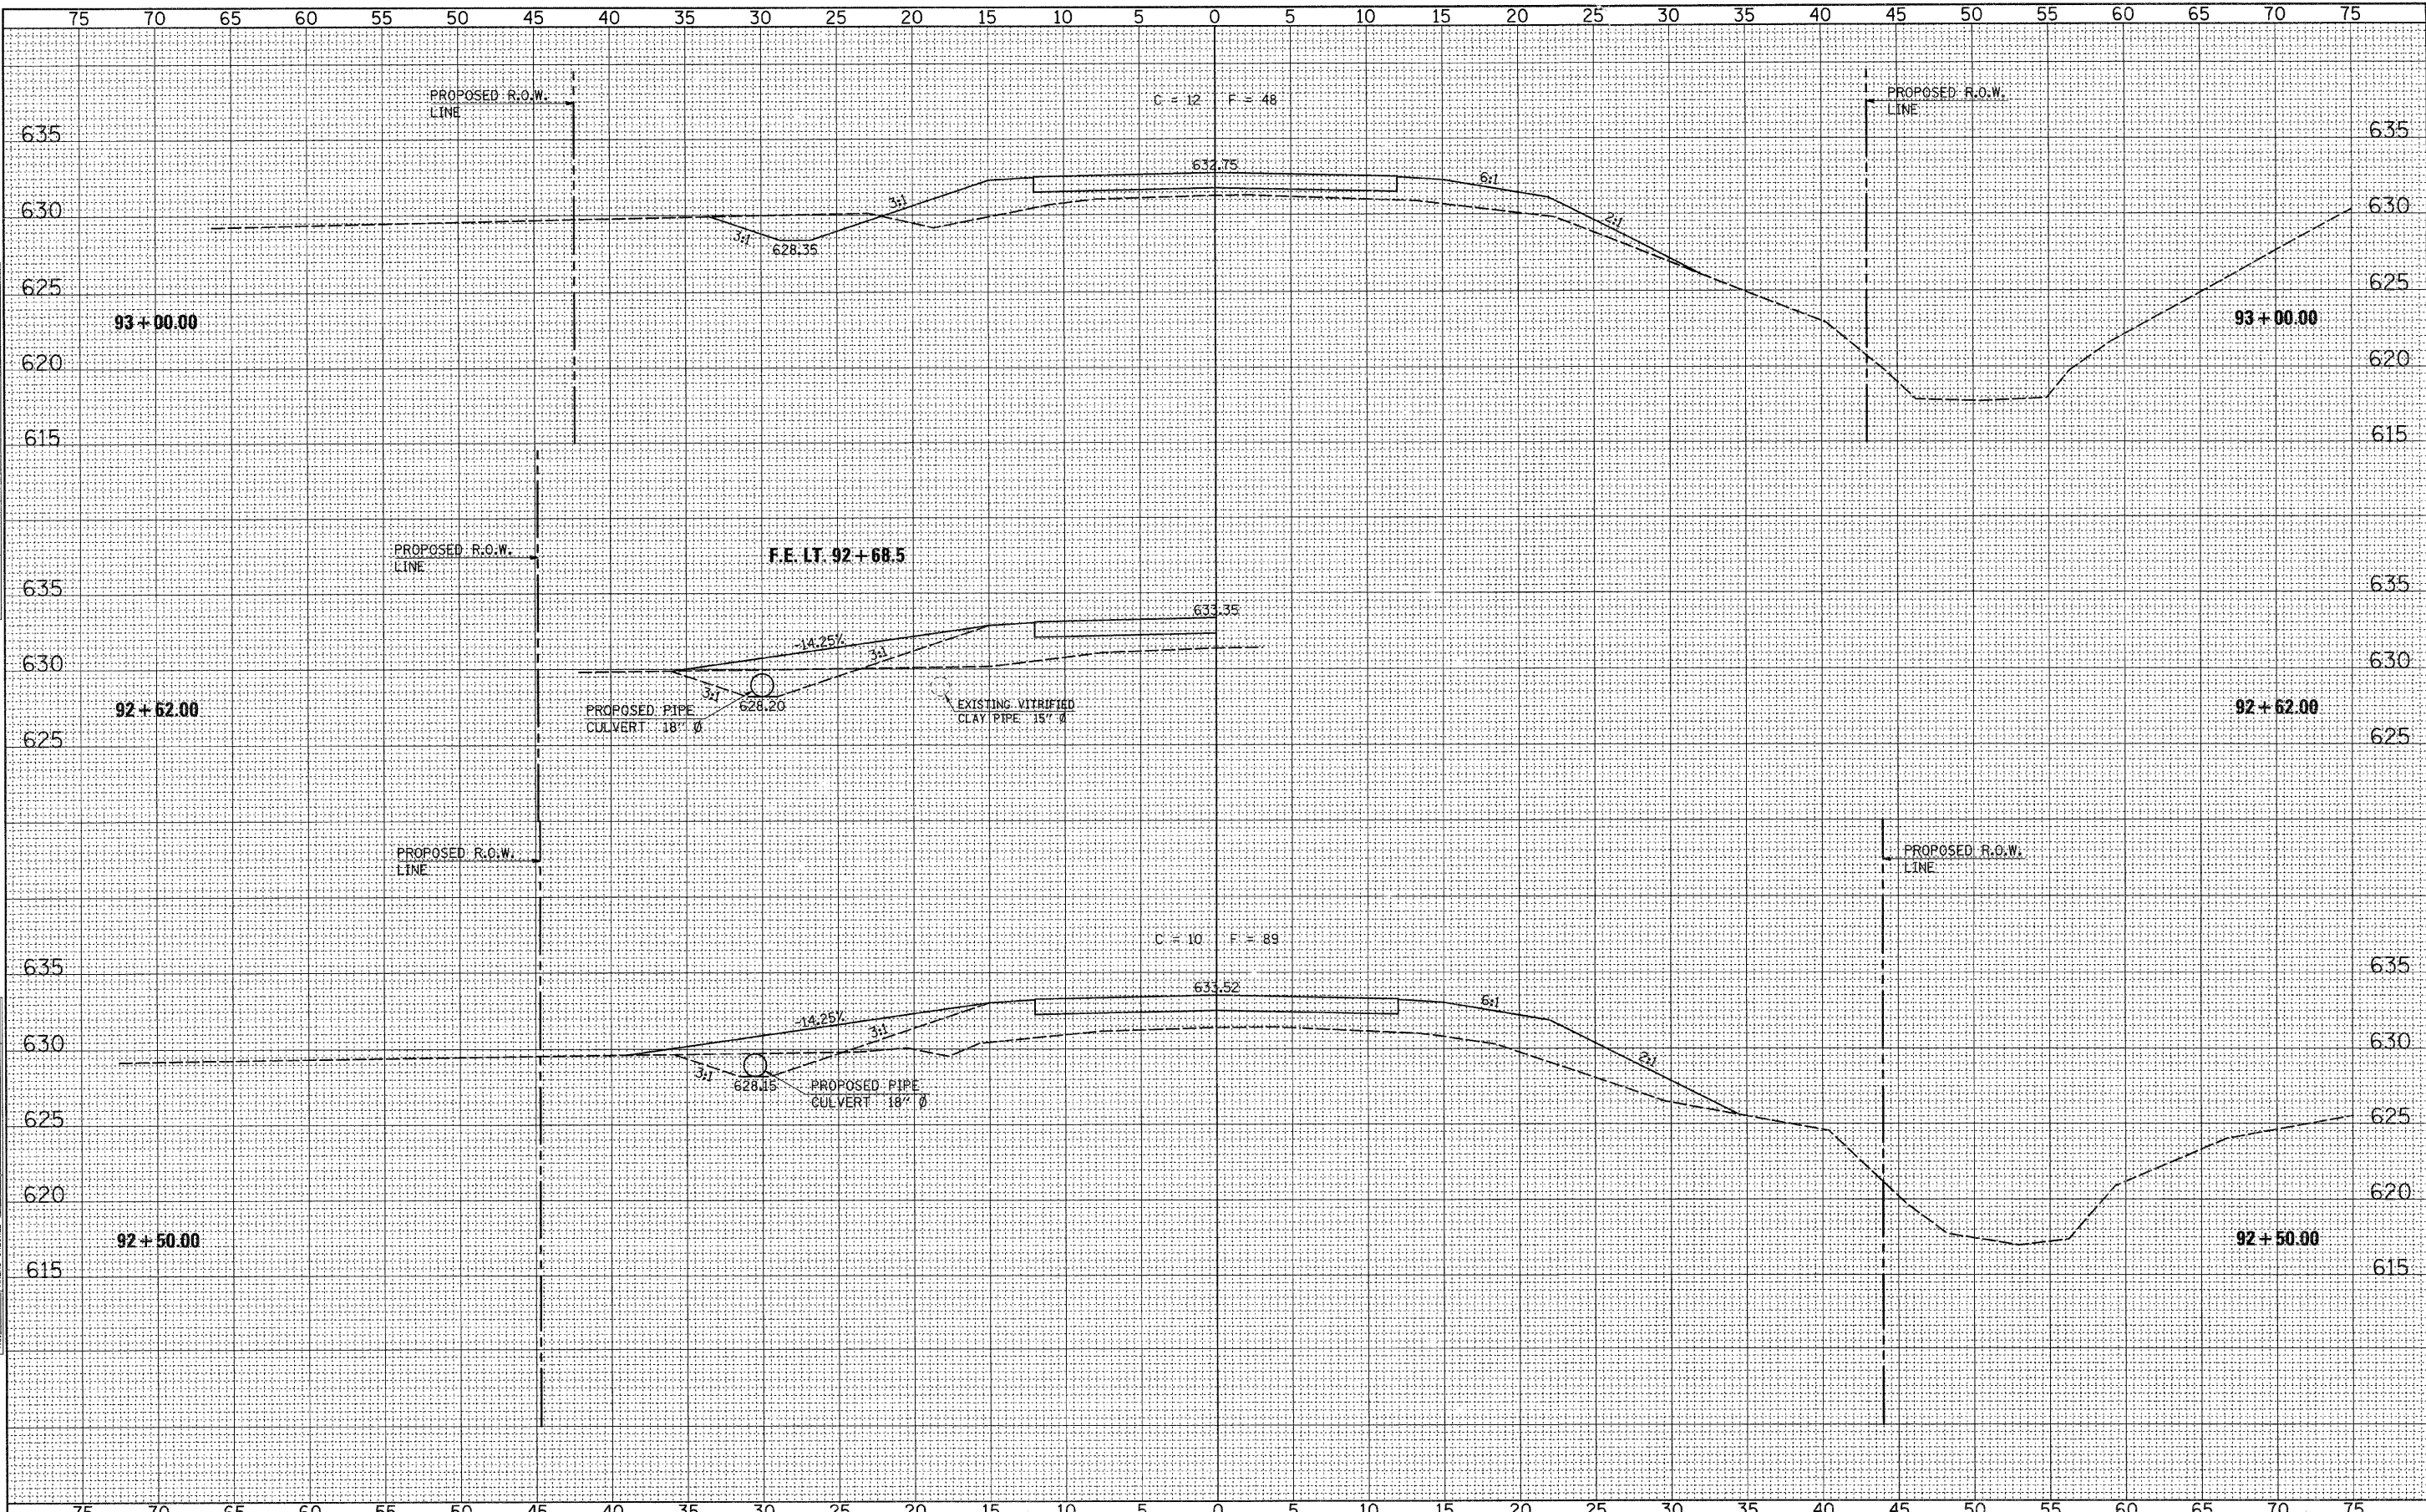 75 70 65 60 55 50 45 40 35 30 25 20 15 10 5 0 5 10 15 20 25 30 35 40 45 50 55 60 65 70 75
PROPOSED R.O.W.
LINE
C = 12 F = 48
PROPOSED R.O.W.
LINE
635 635
632.75
3:1 6:1
630 630
3:1 2:1
628.35
625 625
93+00.00 93+00.00
620 620
615 615
PROPOSED R.O.W.
LINE
F.E. LT. 92+68.5
635 635
633.35
-14.25%
3:1
630 630
3:1
628.20
PROPOSED PIPE
CULVERT 18" Ø
EXISTING VITRIFIED
CLAY PIPE 15" Ø
92+62.00 92+62.00
625 625
PROPOSED R.O.W.
LINE
PROPOSED R.O.W.
LINE
C = 10 F = 89
635 635
633.52
-14.25%
3:1 6:1
630 630
3:1 2:1
628.15
PROPOSED PIPE
CULVERT 18" Ø
625 625
620 620
92+50.00 92+50.00
615 615
75 70 65 60 55 50 45 40 35 30 25 20 15 10 5 0 5 10 15 20 25 30 35 40 45 50 55 60 65 70 75